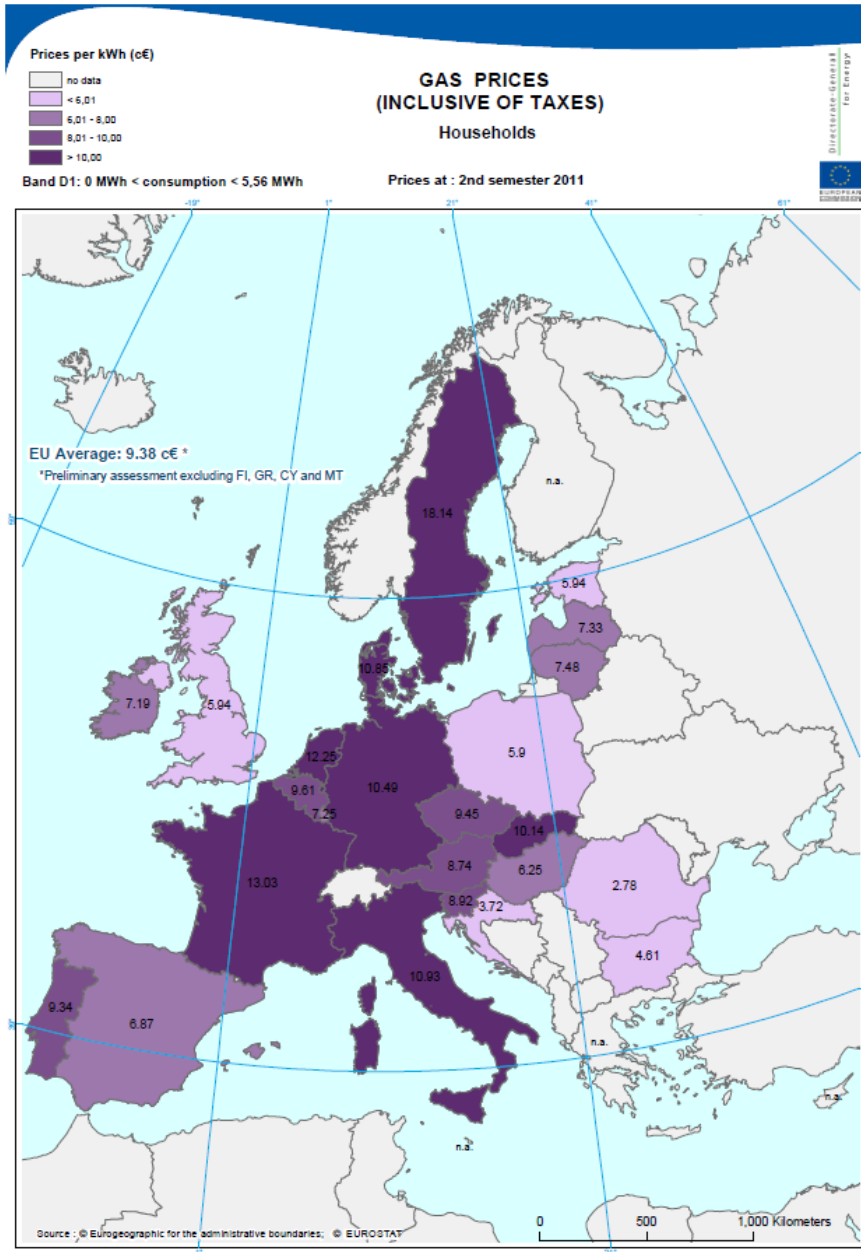 Prices per kWh (c€)
no data
< 6,01
6,01 - 8,00
8,01 - 10,00
> 10,00
Band D1: 0 MWh < consumption < 5,56 MWh
GAS PRICES
(INCLUSIVE OF TAXES)
Households
Prices at : 2nd semester 2011
Directorate-General
for Energy
EUROPEAN
COMMISSION
-19°
1°
21°
41°
61°
EU Average: 9.38 c€ *
*Preliminary assessment excluding FI, GR, CY and MT
n.a.
18.14
5.94
7.33
10.85
7.48
7.19
5.94
5.9
12.25
10.49
9.61
7.25
9.45
10.14
13.03
8.74
6.25
8.92
3.72
2.78
4.61
10.93
9.34
6.87
n.a.
n.a.
n.a.
0
500
1,000 Kilometers
Source : © Eurogeographic for the administrative boundaries; © EUROSTAT